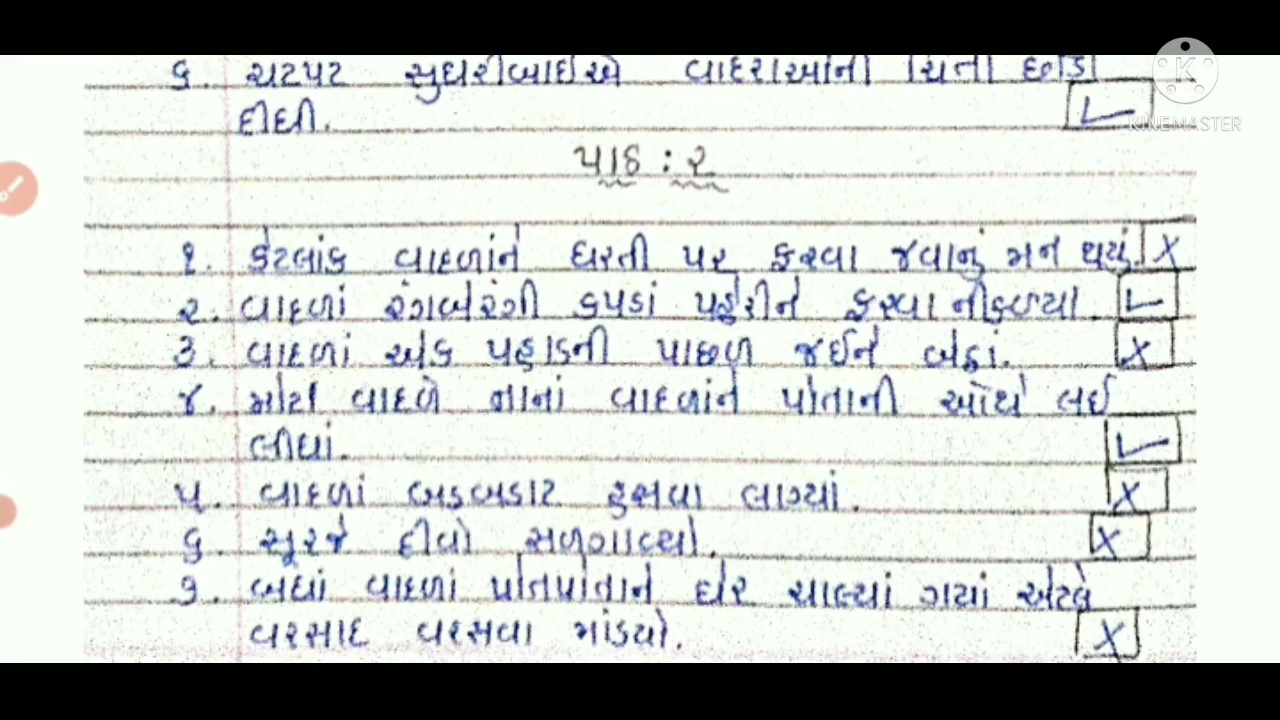 ૬. ચટપટ સુઘરીબાઈએ વાંદરાઓની ચિંતા છોડી
દીધી.
KINEMASTER
પાઠ : ૨
૧. કેટલાંક વાદળાંને ધરતી પર ફરવા જવાનું મન થયું. X
૨. વાદળાં રંગબેરંગી કપડાં પહેરીને ફરવા નીકળ્યા.
૩. વાદળાં એક પહાડની પાછળ જઈને બેઠાં. X
૪. મોટા વાદળે નાનાં વાદળાંને પોતાની ઓથે લઈ
લીધાં.
૫. વાદળાં ખડખડાટ હસવા લાગ્યાં. X
૬. સૂરજે દીવો સળગાવ્યો. X
૭. બધાં વાદળાં પોતપોતાને ઘેર ચાલ્યાં ગયાં એટલે
વરસાદ વરસવા માંડયો. X